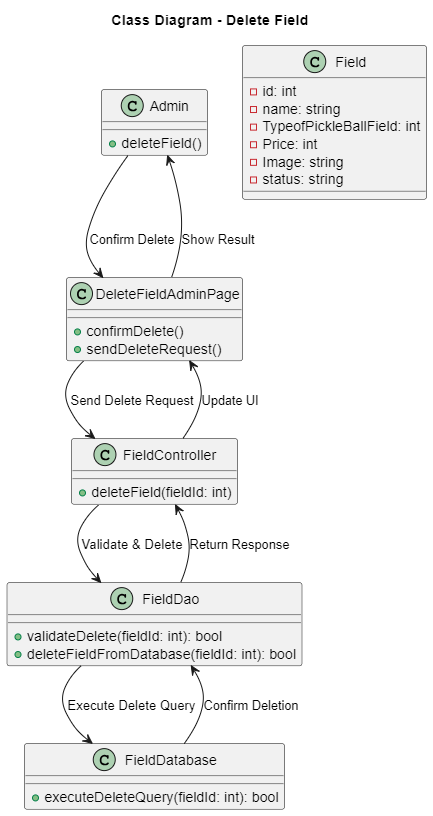 Class Diagram - Delete Field
C Field
id: int
name: string
TypeofPickleBallField: int
Price: int
Image: string
status: string
C Admin
deleteField()
Confirm Delete
Show Result
C DeleteFieldAdminPage
confirmDelete()
sendDeleteRequest()
Send Delete Request
Update UI
C FieldController
deleteField(fieldId: int)
Validate & Delete
Return Response
C FieldDao
validateDelete(fieldId: int): bool
deleteFieldFromDatabase(fieldId: int): bool
Execute Delete Query
Confirm Deletion
C FieldDatabase
executeDeleteQuery(fieldId: int): bool